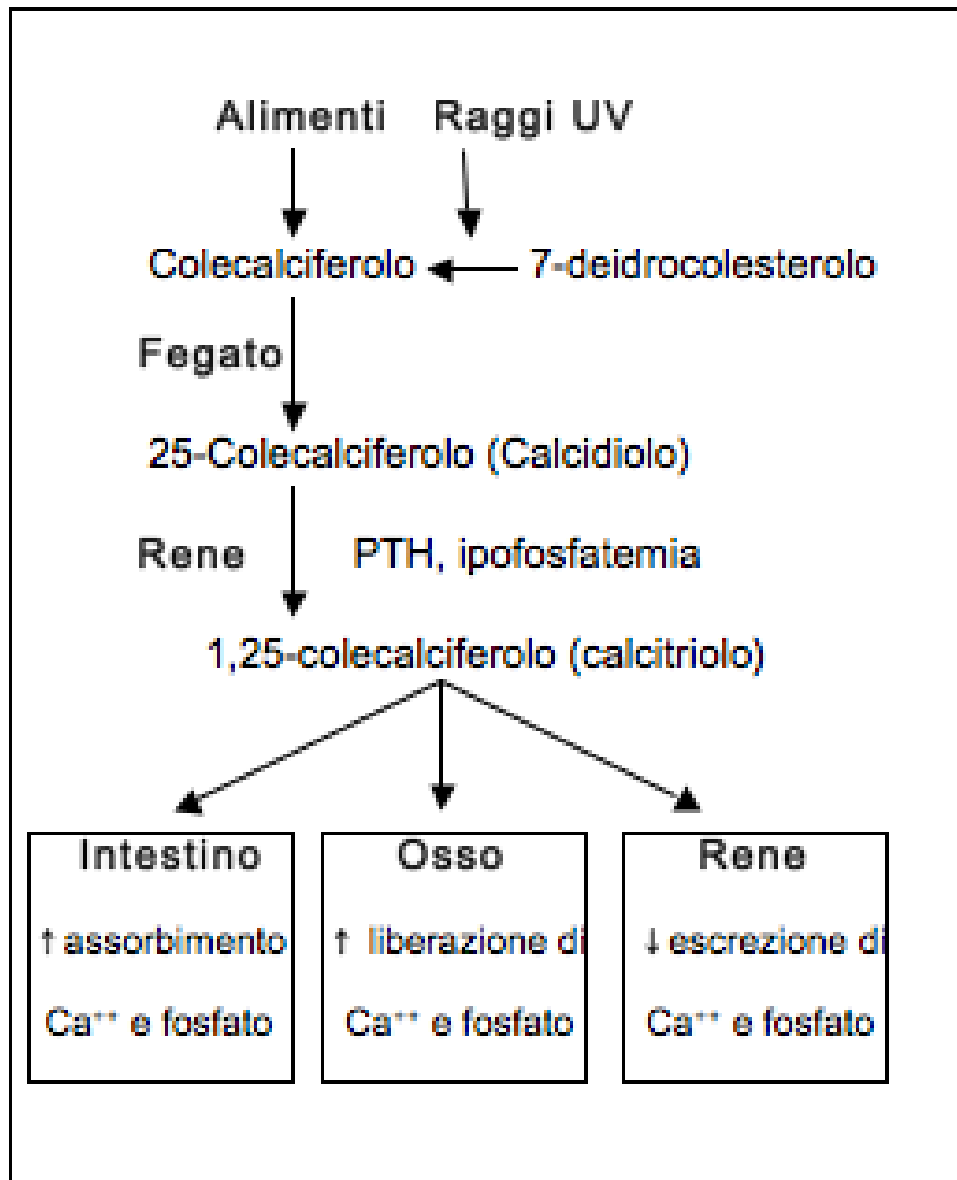 Alimenti Raggi UV
Colecalciferolo 7-deidrocolesterolo
Fegato
25-Colecalciferolo (Calcidiolo)
Rene PTH, ipofosfatemia
1,25-colecalciferolo (calcitriolo)
Intestino
↑ assorbimento
Ca⁺⁺ e fosfato
Osso
↑ liberazione di
Ca⁺⁺ e fosfato
Rene
↓ escrezione di
Ca⁺⁺ e fosfato